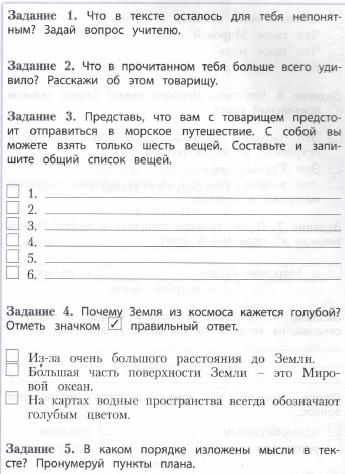 Задание 1. Что в тексте осталось для тебя непонят-
ным? Задай вопрос учителю.
Задание 2. Что в прочитанном тебя больше всего уди-
вило? Расскажи об этом товарищу.
Задание 3. Представь, что вам с товарищем предсто-
ит отправиться в морское путешествие. С собой вы
можете взять только шесть вещей. Составьте и запи-
шите общий список вещей.
1.
2.
3.
4.
5.
6.
Задание 4. Почему Земля из космоса кажется голубой?
Отметь значком ✓ правильный ответ.
Из-за очень большого расстояния до Земли.
Большая часть поверхности Земли – это Миро-
вой океан.
На картах водные пространства всегда обозначают
голубым цветом.
Задание 5. В каком порядке изложены мысли в тек-
сте? Пронумеруй пункты плана.